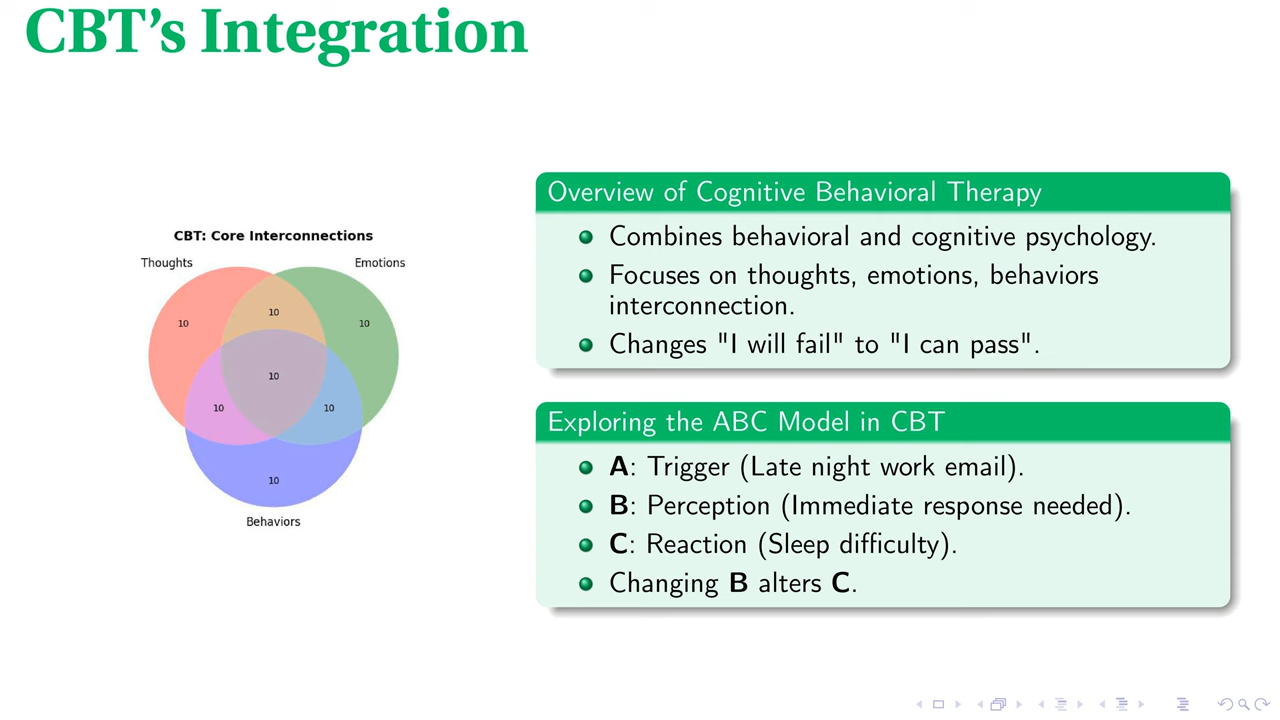 CBT's Integration
CBT: Core Interconnections
Thoughts
Emotions
10
10
10
10
10
10
10
Behaviors
Overview of Cognitive Behavioral Therapy
Combines behavioral and cognitive psychology.
Focuses on thoughts, emotions, behaviors
interconnection.
Changes "I will fail" to "I can pass".
Exploring the ABC Model in CBT
A: Trigger (Late night work email).
B: Perception (Immediate response needed).
C: Reaction (Sleep difficulty).
Changing B alters C.